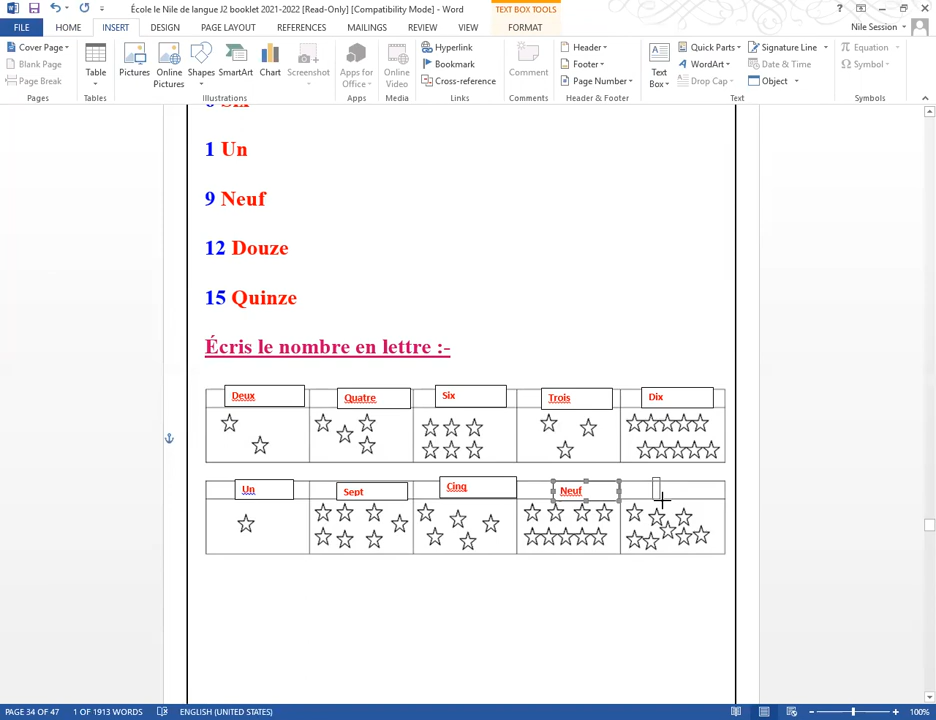 École le Nile de langue J2 booklet 2021-2022 [Read-Only] [Compatibility Mode] - Word
TEXT BOX TOOLS
FILE HOME INSERT DESIGN PAGE LAYOUT REFERENCES MAILINGS REVIEW VIEW FORMAT
Nile Session
Cover Page
Blank Page
Page Break
Pages
Table
Tables
Pictures
Online Pictures
Shapes
SmartArt
Chart
Screenshot
Illustrations
Apps for Office
Apps
Online Video
Media
Hyperlink
Bookmark
Cross-reference
Links
Comment
Comments
Header
Footer
Page Number
Header & Footer
Text Box
Quick Parts
WordArt
Drop Cap
Signature Line
Date & Time
Object
Text
Equation
Symbol
Symbols
1 Un
9 Neuf
12 Douze
15 Quinze
Écris le nombre en lettre :-
Deux Quatre Six Trois Dix
Un Sept Cinq Neuf
PAGE 34 OF 47 1 OF 1913 WORDS ENGLISH (UNITED STATES) 100%